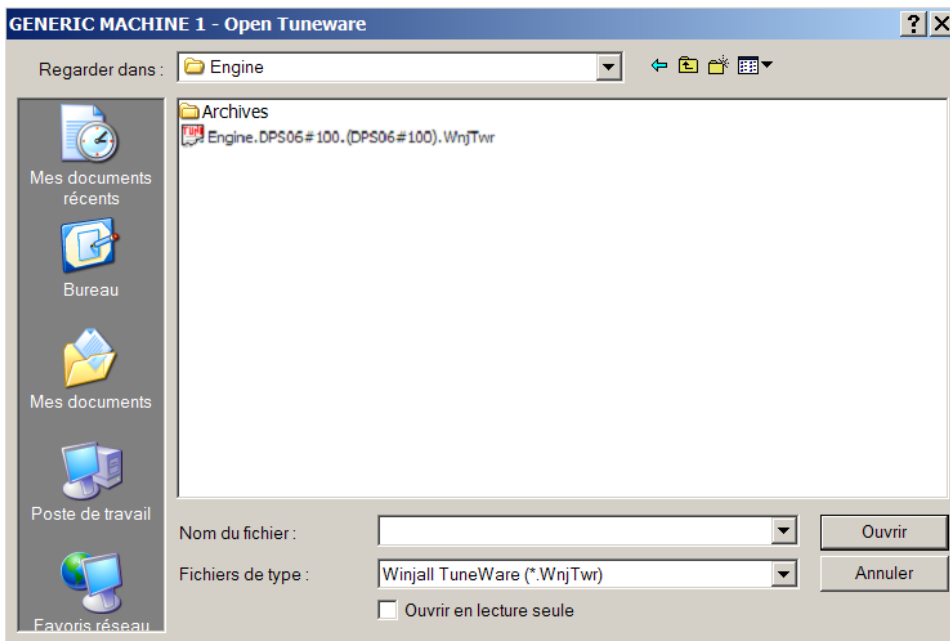 GENERIC MACHINE 1 - Open Tuneware
Regarder dans :
Engine
Archives
Engine.DPS06#100.(DPS06#100).WnjTwr
Mes documents
récents
Bureau
Mes documents
Poste de travail
Favoris réseau
Nom du fichier :
Ouvrir
Fichiers de type :
Winjall TuneWare (*.WnjTwr)
Annuler
Ouvrir en lecture seule